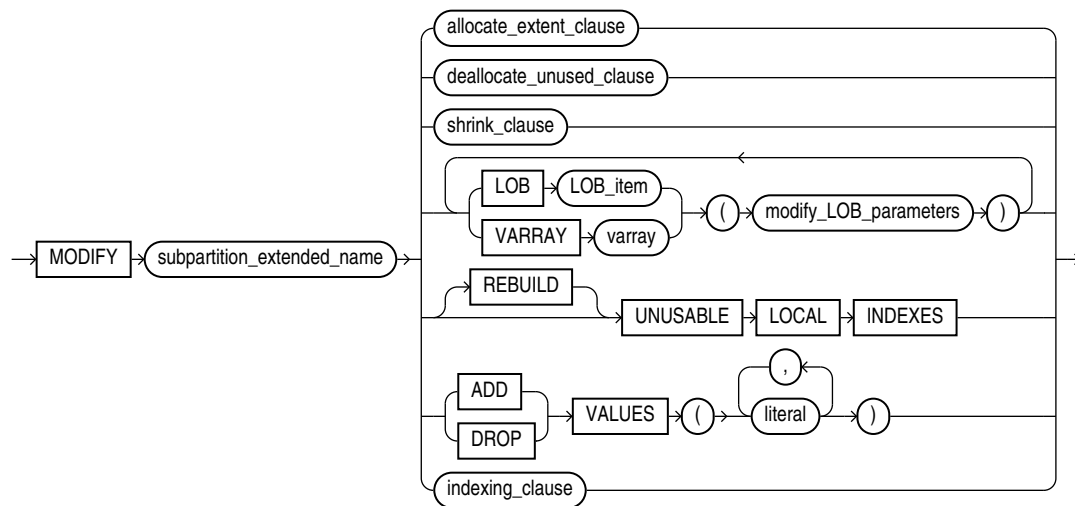 allocate_extent_clause
deallocate_unused_clause
shrink_clause
LOB LOB_item
VARRAY varray
( modify_LOB_parameters )
MODIFY subpartition_extended_name
REBUILD
UNUSABLE LOCAL INDEXES
ADD
DROP
VALUES ( literal )
,
indexing_clause